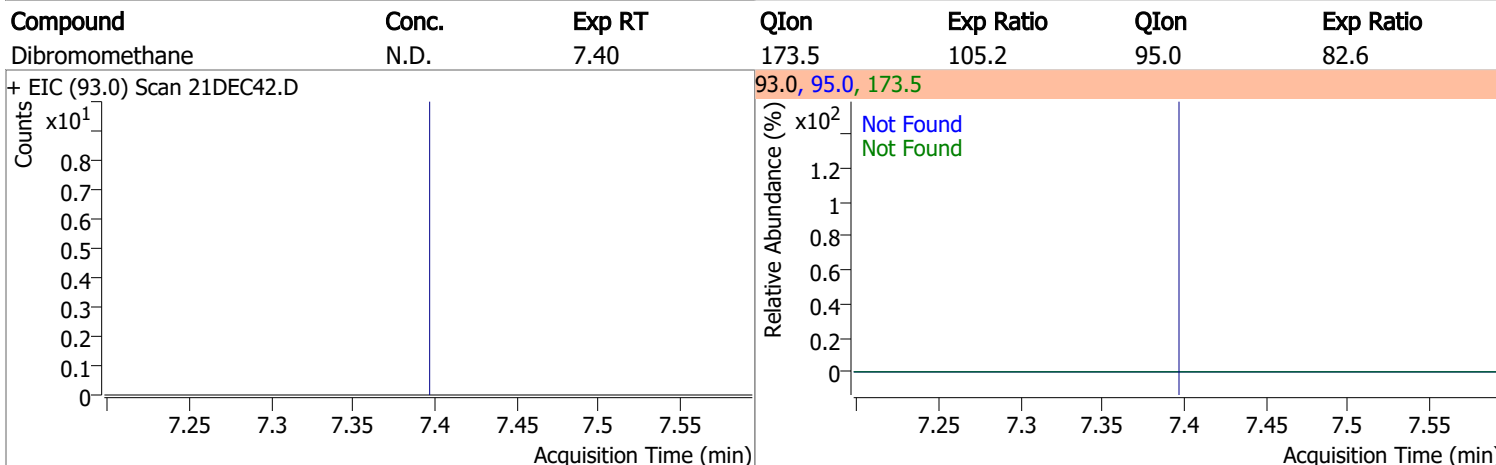 Compound Conc. Exp RT QIon Exp Ratio QIon Exp Ratio
Dibromomethane N.D. 7.40 173.5 105.2 95.0 82.6
+ EIC (93.0) Scan 21DEC42.D
Counts
x10¹
0.8
0.7
0.6
0.5
0.4
0.3
0.2
0.1
0
7.25 7.3 7.35 7.4 7.45 7.5 7.55
Acquisition Time (min)
93.0, 95.0, 173.5
Relative Abundance (%)
x10²
Not Found
Not Found
1.2
1
0.8
0.6
0.4
0.2
0
7.25 7.3 7.35 7.4 7.45 7.5 7.55
Acquisition Time (min)